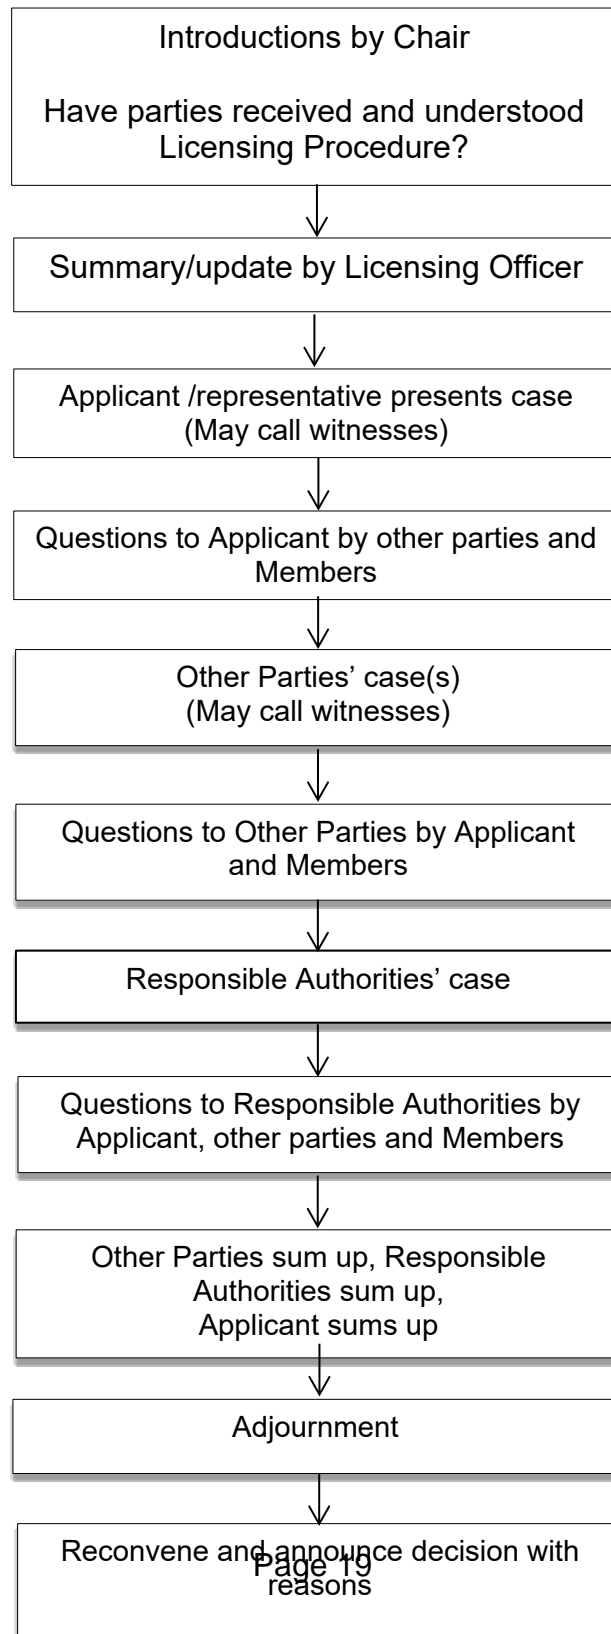 Introductions by Chair
Have parties received and understood
Licensing Procedure?
Summary/update by Licensing Officer
Applicant /representative presents case
(May call witnesses)
Questions to Applicant by other parties and
Members
Other Parties’ case(s)
(May call witnesses)
Questions to Other Parties by Applicant
and Members
Responsible Authorities’ case
Questions to Responsible Authorities by
Applicant, other parties and Members
Other Parties sum up, Responsible
Authorities sum up,
Applicant sums up
Adjournment
Reconvene and announce decision with
reasons
Page 19